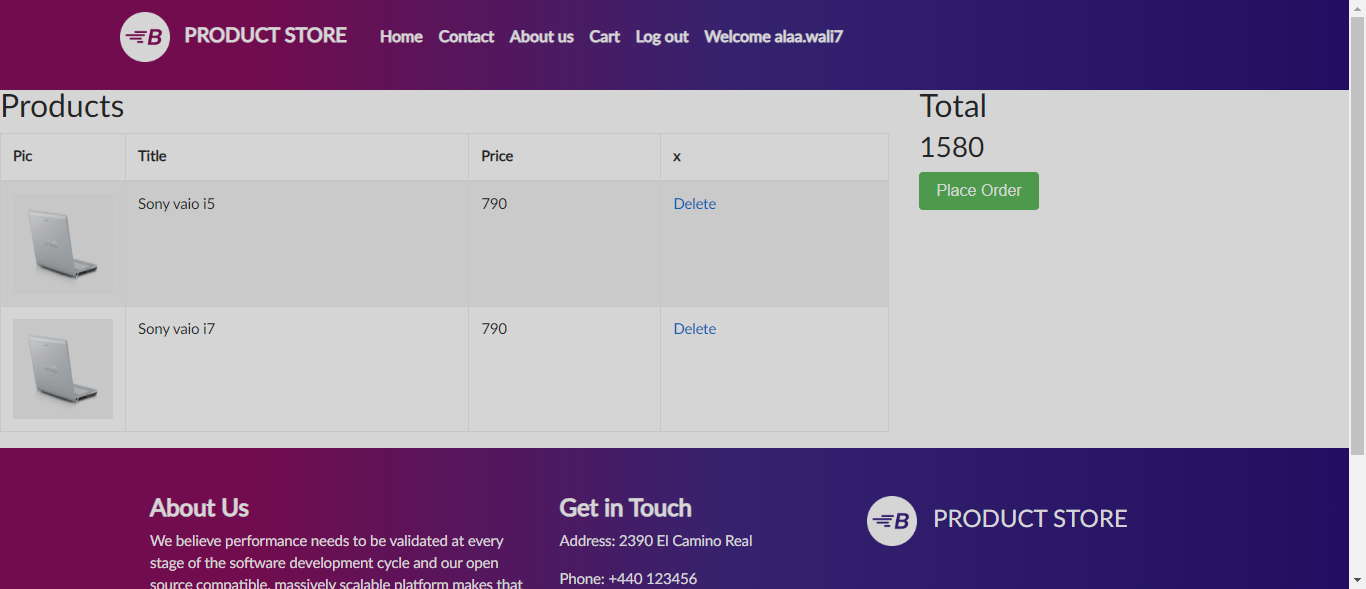 B PRODUCT STORE Home Contact About us Cart Log out Welcome alaa.wali7
Products
Total
1580
Place Order
Pic Title Price x
Sony vaio i5 790 Delete
Sony vaio i7 790 Delete
About Us
We believe performance needs to be validated at every
stage of the software development cycle and our open
source compatible, massively scalable platform makes that
Get in Touch
Address: 2390 El Camino Real
Phone: +440 123456
B PRODUCT STORE